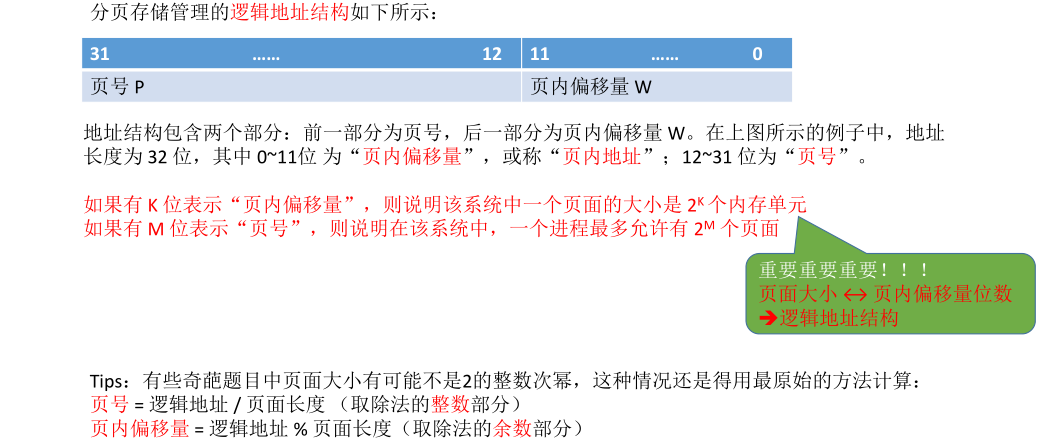 分页存储管理的逻辑地址结构如下所示：
31 …… 12 11 …… 0
页号 P 页内偏移量 W
地址结构包含两个部分：前一部分为页号，后一部分为页内偏移量 W。在上图所示的例子中，地址
长度为 32 位，其中 0~11位 为“页内偏移量”，或称“页内地址”；12~31 位为“页号”。
如果有 K 位表示“页内偏移量”，则说明该系统中一个页面的大小是 2ᴷ 个内存单元
如果有 M 位表示“页号”，则说明在该系统中，一个进程最多允许有 2ᴹ 个页面
重要重要重要！！！
页面大小 ↔ 页内偏移量位数
➔逻辑地址结构
Tips：有些奇葩题目中页面大小有可能不是2的整数次幂，这种情况还是得用最原始的方法计算：
页号 = 逻辑地址 / 页面长度 （取除法的整数部分）
页内偏移量 = 逻辑地址 % 页面长度（取除法的余数部分）